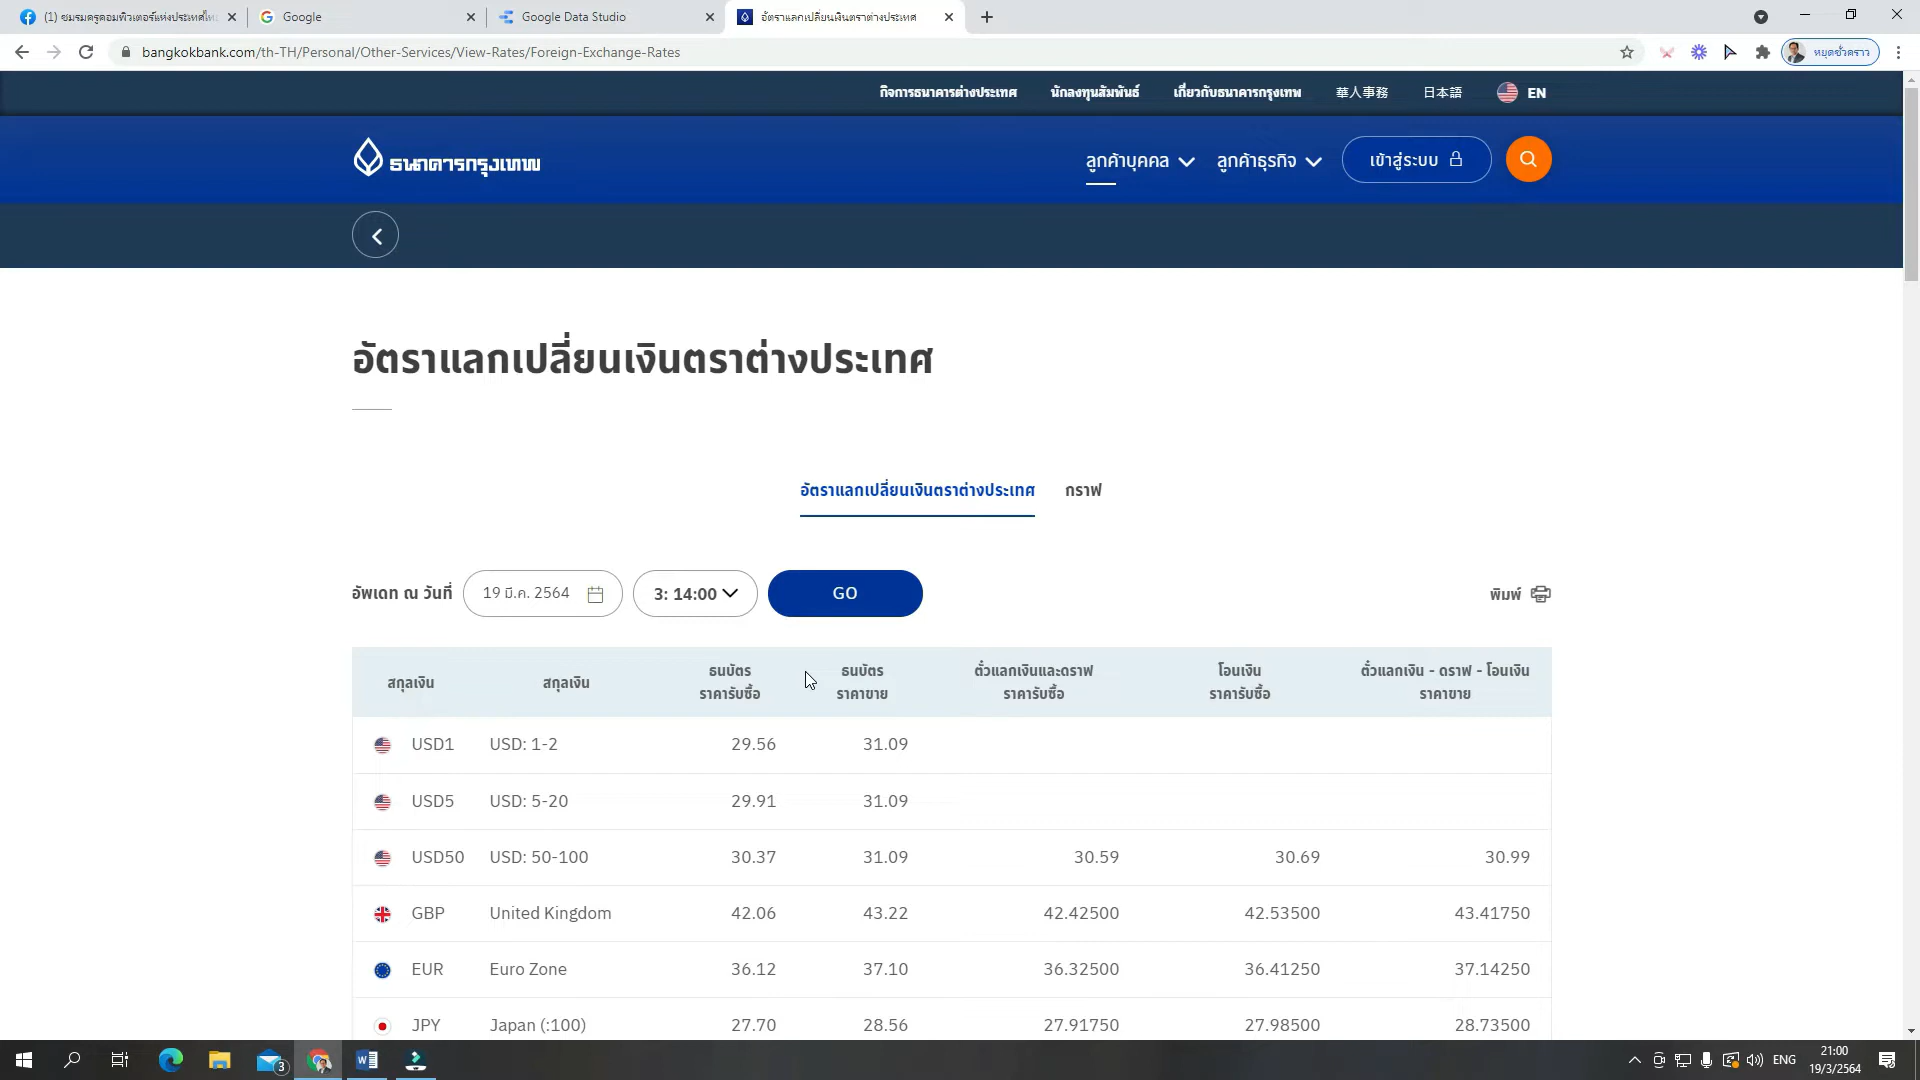 (1) ชมรมครูคอมพิวเตอร์แห่งประเทศไท
Google
Google Data Studio
อัตราแลกเปลี่ยนเงินตราต่างประเทศ
bangkokbank.com/th-TH/Personal/Other-Services/View-Rates/Foreign-Exchange-Rates
หยุดชั่วคราว
กิจการธนาคารต่างประเทศ นักลงทุนสัมพันธ์ เกี่ยวกับธนาคารกรุงเทพ 華人事務 日本語 EN
ธนาคารกรุงเทพ
ลูกค้าบุคคล ลูกค้าธุรกิจ เข้าสู่ระบบ
อัตราแลกเปลี่ยนเงินตราต่างประเทศ
อัตราแลกเปลี่ยนเงินตราต่างประเทศ กราฟ
อัพเดท ณ วันที่ 19 มี.ค. 2564 3: 14:00 GO พิมพ์
สกุลเงิน สกุลเงิน ธนบัตร ธนบัตร ตั๋วแลกเงินและดราฟ โอนเงิน ตั๋วแลกเงิน - ดราฟ - โอนเงิน
ราคารับซื้อ ราคาขาย ราคารับซื้อ ราคารับซื้อ ราคาขาย
USD1 USD: 1-2 29.56 31.09
USD5 USD: 5-20 29.91 31.09
USD50 USD: 50-100 30.37 31.09 30.59 30.69 30.99
GBP United Kingdom 42.06 43.22 42.42500 42.53500 43.41750
EUR Euro Zone 36.12 37.10 36.32500 36.41250 37.14250
JPY Japan (:100) 27.70 28.56 27.91750 27.98500 28.73500
3
ENG
21:00
19/3/2564